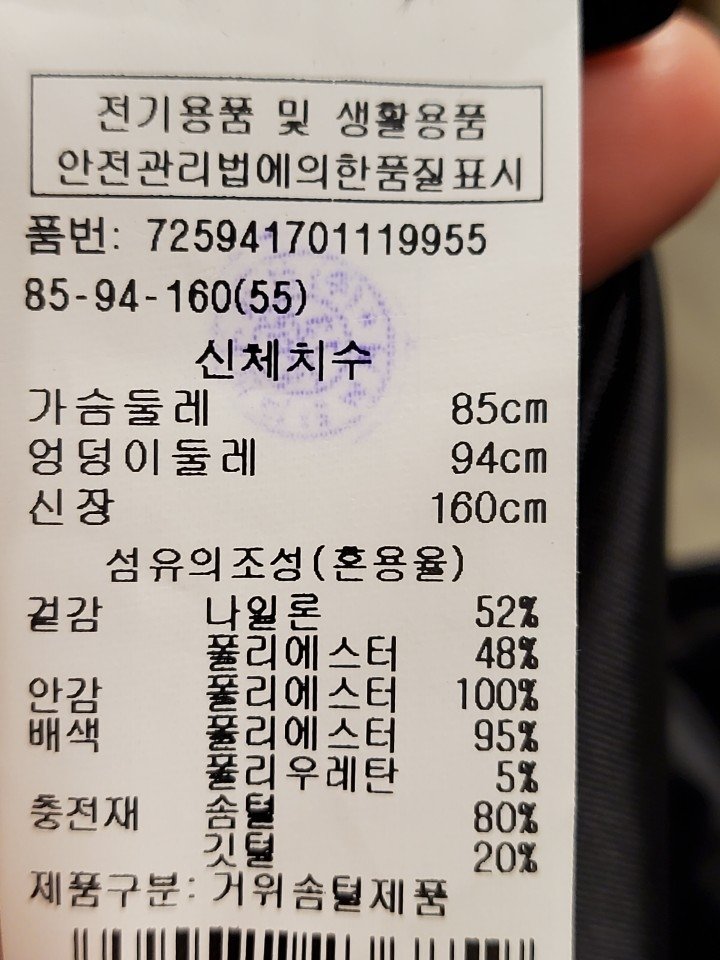 전기용품 및 생활용품
안전관리법에의한품질표시
품번: 725941701119955
85-94-160(55)
신체치수
가슴둘레 85cm
엉덩이둘레 94cm
신장 160cm
섬유의조성(혼용율)
겉감 나일론 52%
폴리에스터 48%
안감 폴리에스터 100%
배색 폴리에스터 95%
폴리우레탄 5%
충전재 솜털 80%
깃털 20%
제품구분: 거위솜털제품